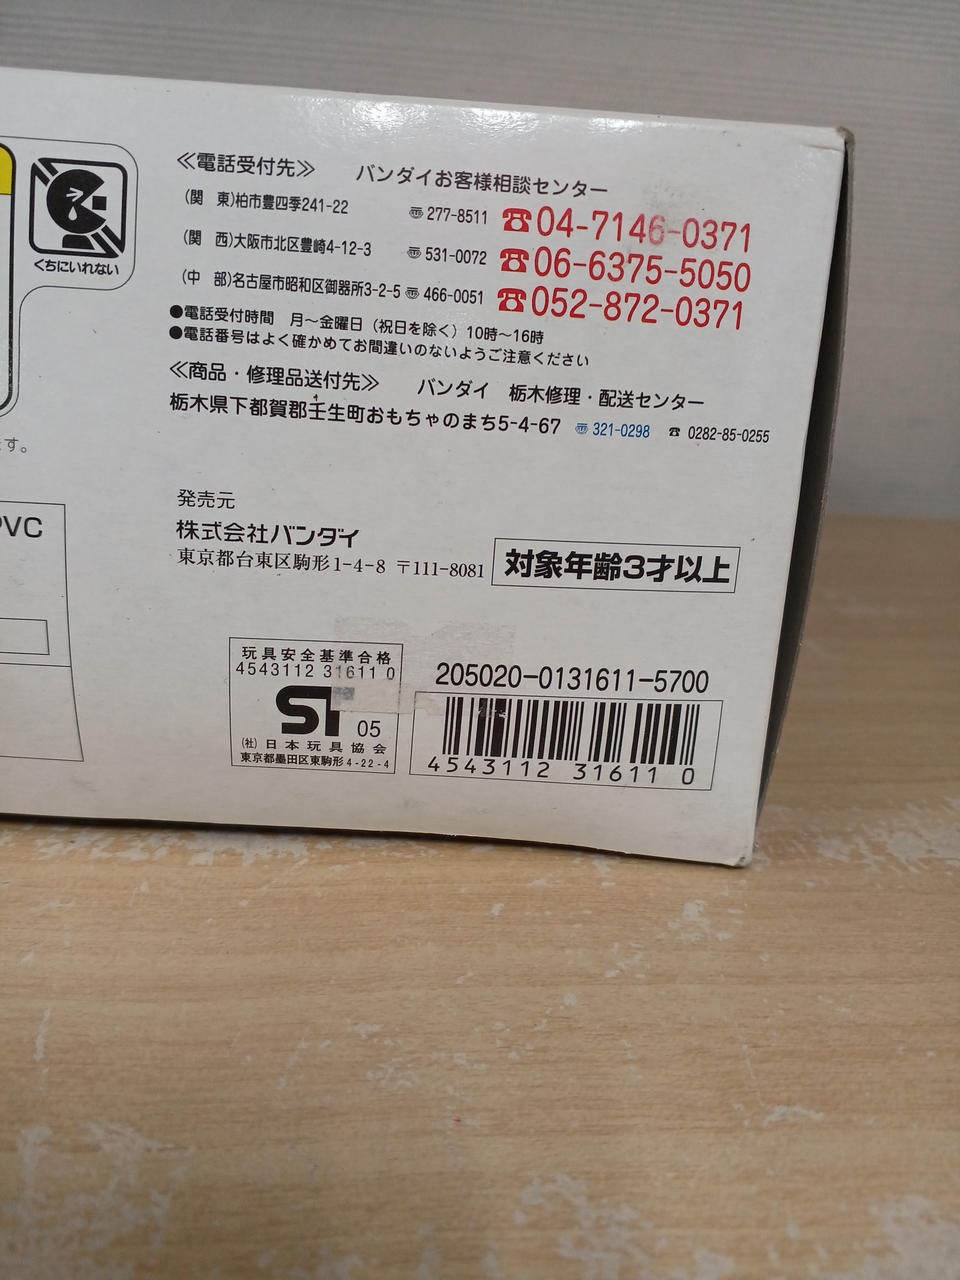 くちにいれない
≪電話受付先≫ バンダイお客様相談センター
(関 東)柏市豊四季241-22 〠277-8511 ☎04-7146-0371
(関 西)大阪市北区豊崎4-12-3 〠531-0072 ☎06-6375-5050
(中 部)名古屋市昭和区御器所3-2-5 〠466-0051 ☎052-872-0371
●電話受付時間 月〜金曜日(祝日を除く)10時〜16時
●電話番号はよく確かめてお間違いのないようご注意ください
≪商品・修理品送付先≫ バンダイ 栃木修理・配送センター
栃木県下都賀郡壬生町おもちゃのまち5-4-67 〠321-0298 ☎0282-85-0255
す。
PVC
発売元
株式会社バンダイ
東京都台東区駒形1-4-8 〒111-8081
対象年齢3才以上
玩具安全基準合格
4543112 31611 0
ST 05
(社)日本玩具協会
東京都墨田区東駒形4-22-4
205020-0131611-5700
4543112 31611 0